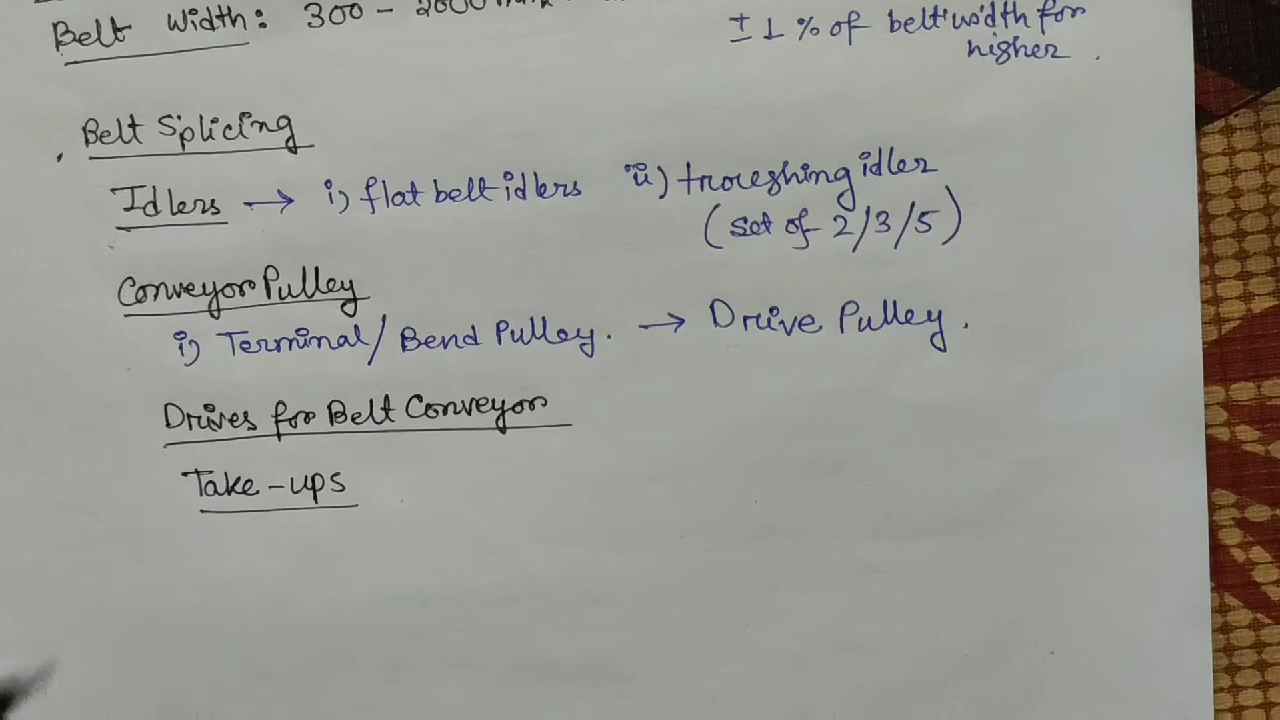 Belt Width: 300 - 2000
± 1 % of belt width for
higher.
Belt Splicing
Idlers → i) flat belt idlers ii) troughing idler
(set of 2/3/5)
Conveyor Pulley
i) Terminal/Bend Pulley. → Drive Pulley.
Drives for Belt Conveyor
Take-ups